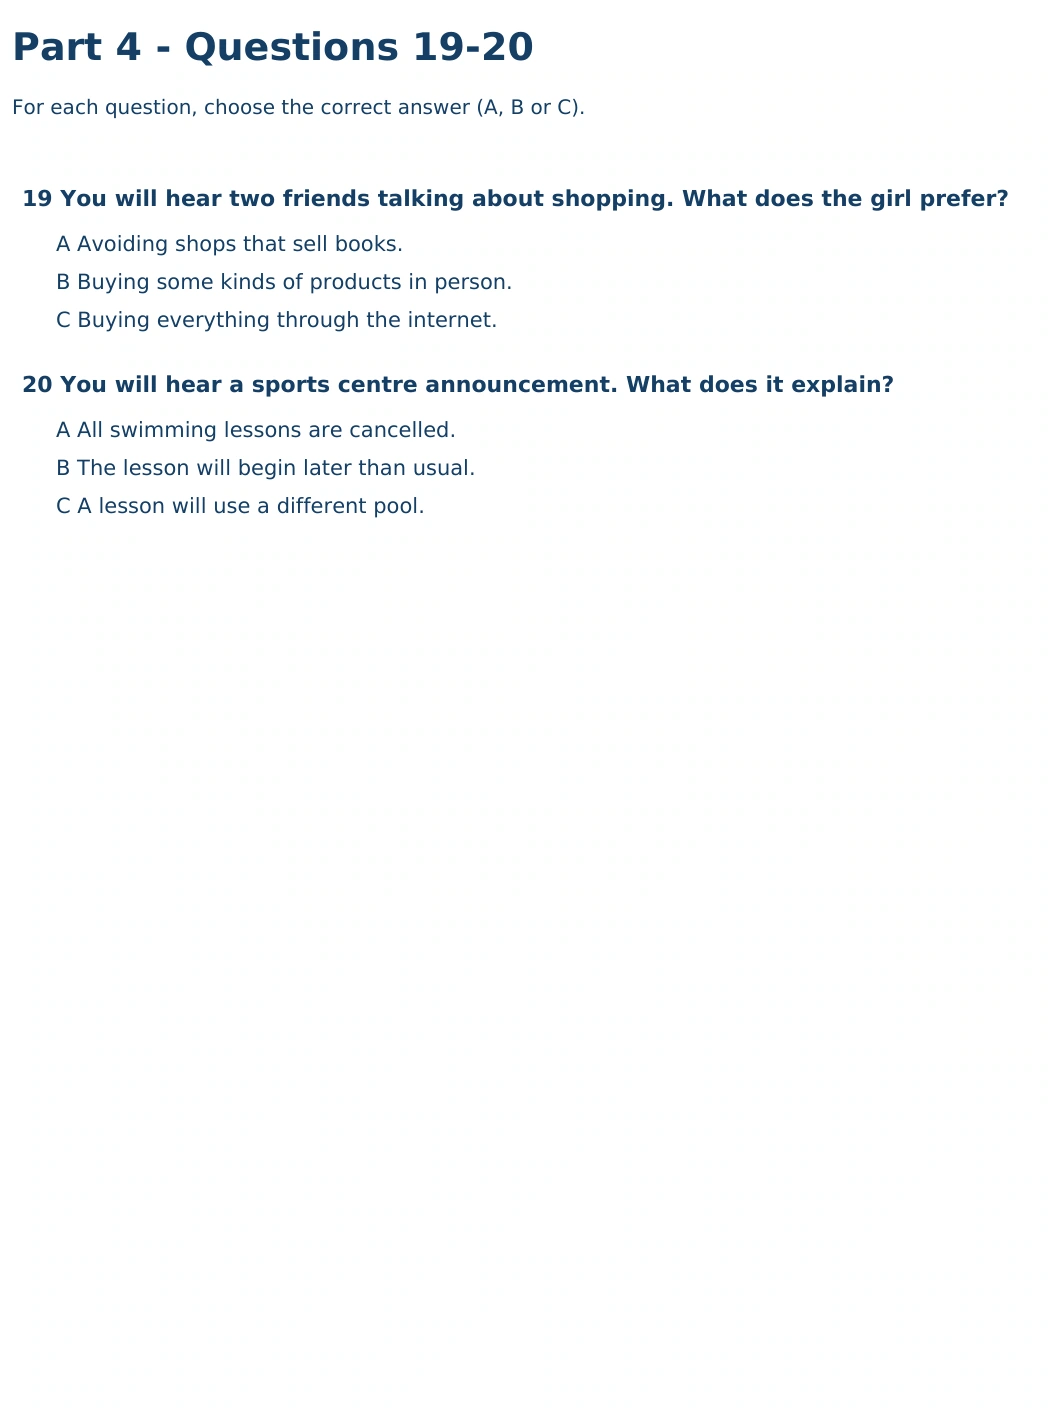 Part 4 - Questions 19-20
For each question, choose the correct answer (A, B or C).
19 You will hear two friends talking about shopping. What does the girl prefer?
A Avoiding shops that sell books.
B Buying some kinds of products in person.
C Buying everything through the internet.
20 You will hear a sports centre announcement. What does it explain?
A All swimming lessons are cancelled.
B The lesson will begin later than usual.
C A lesson will use a different pool.